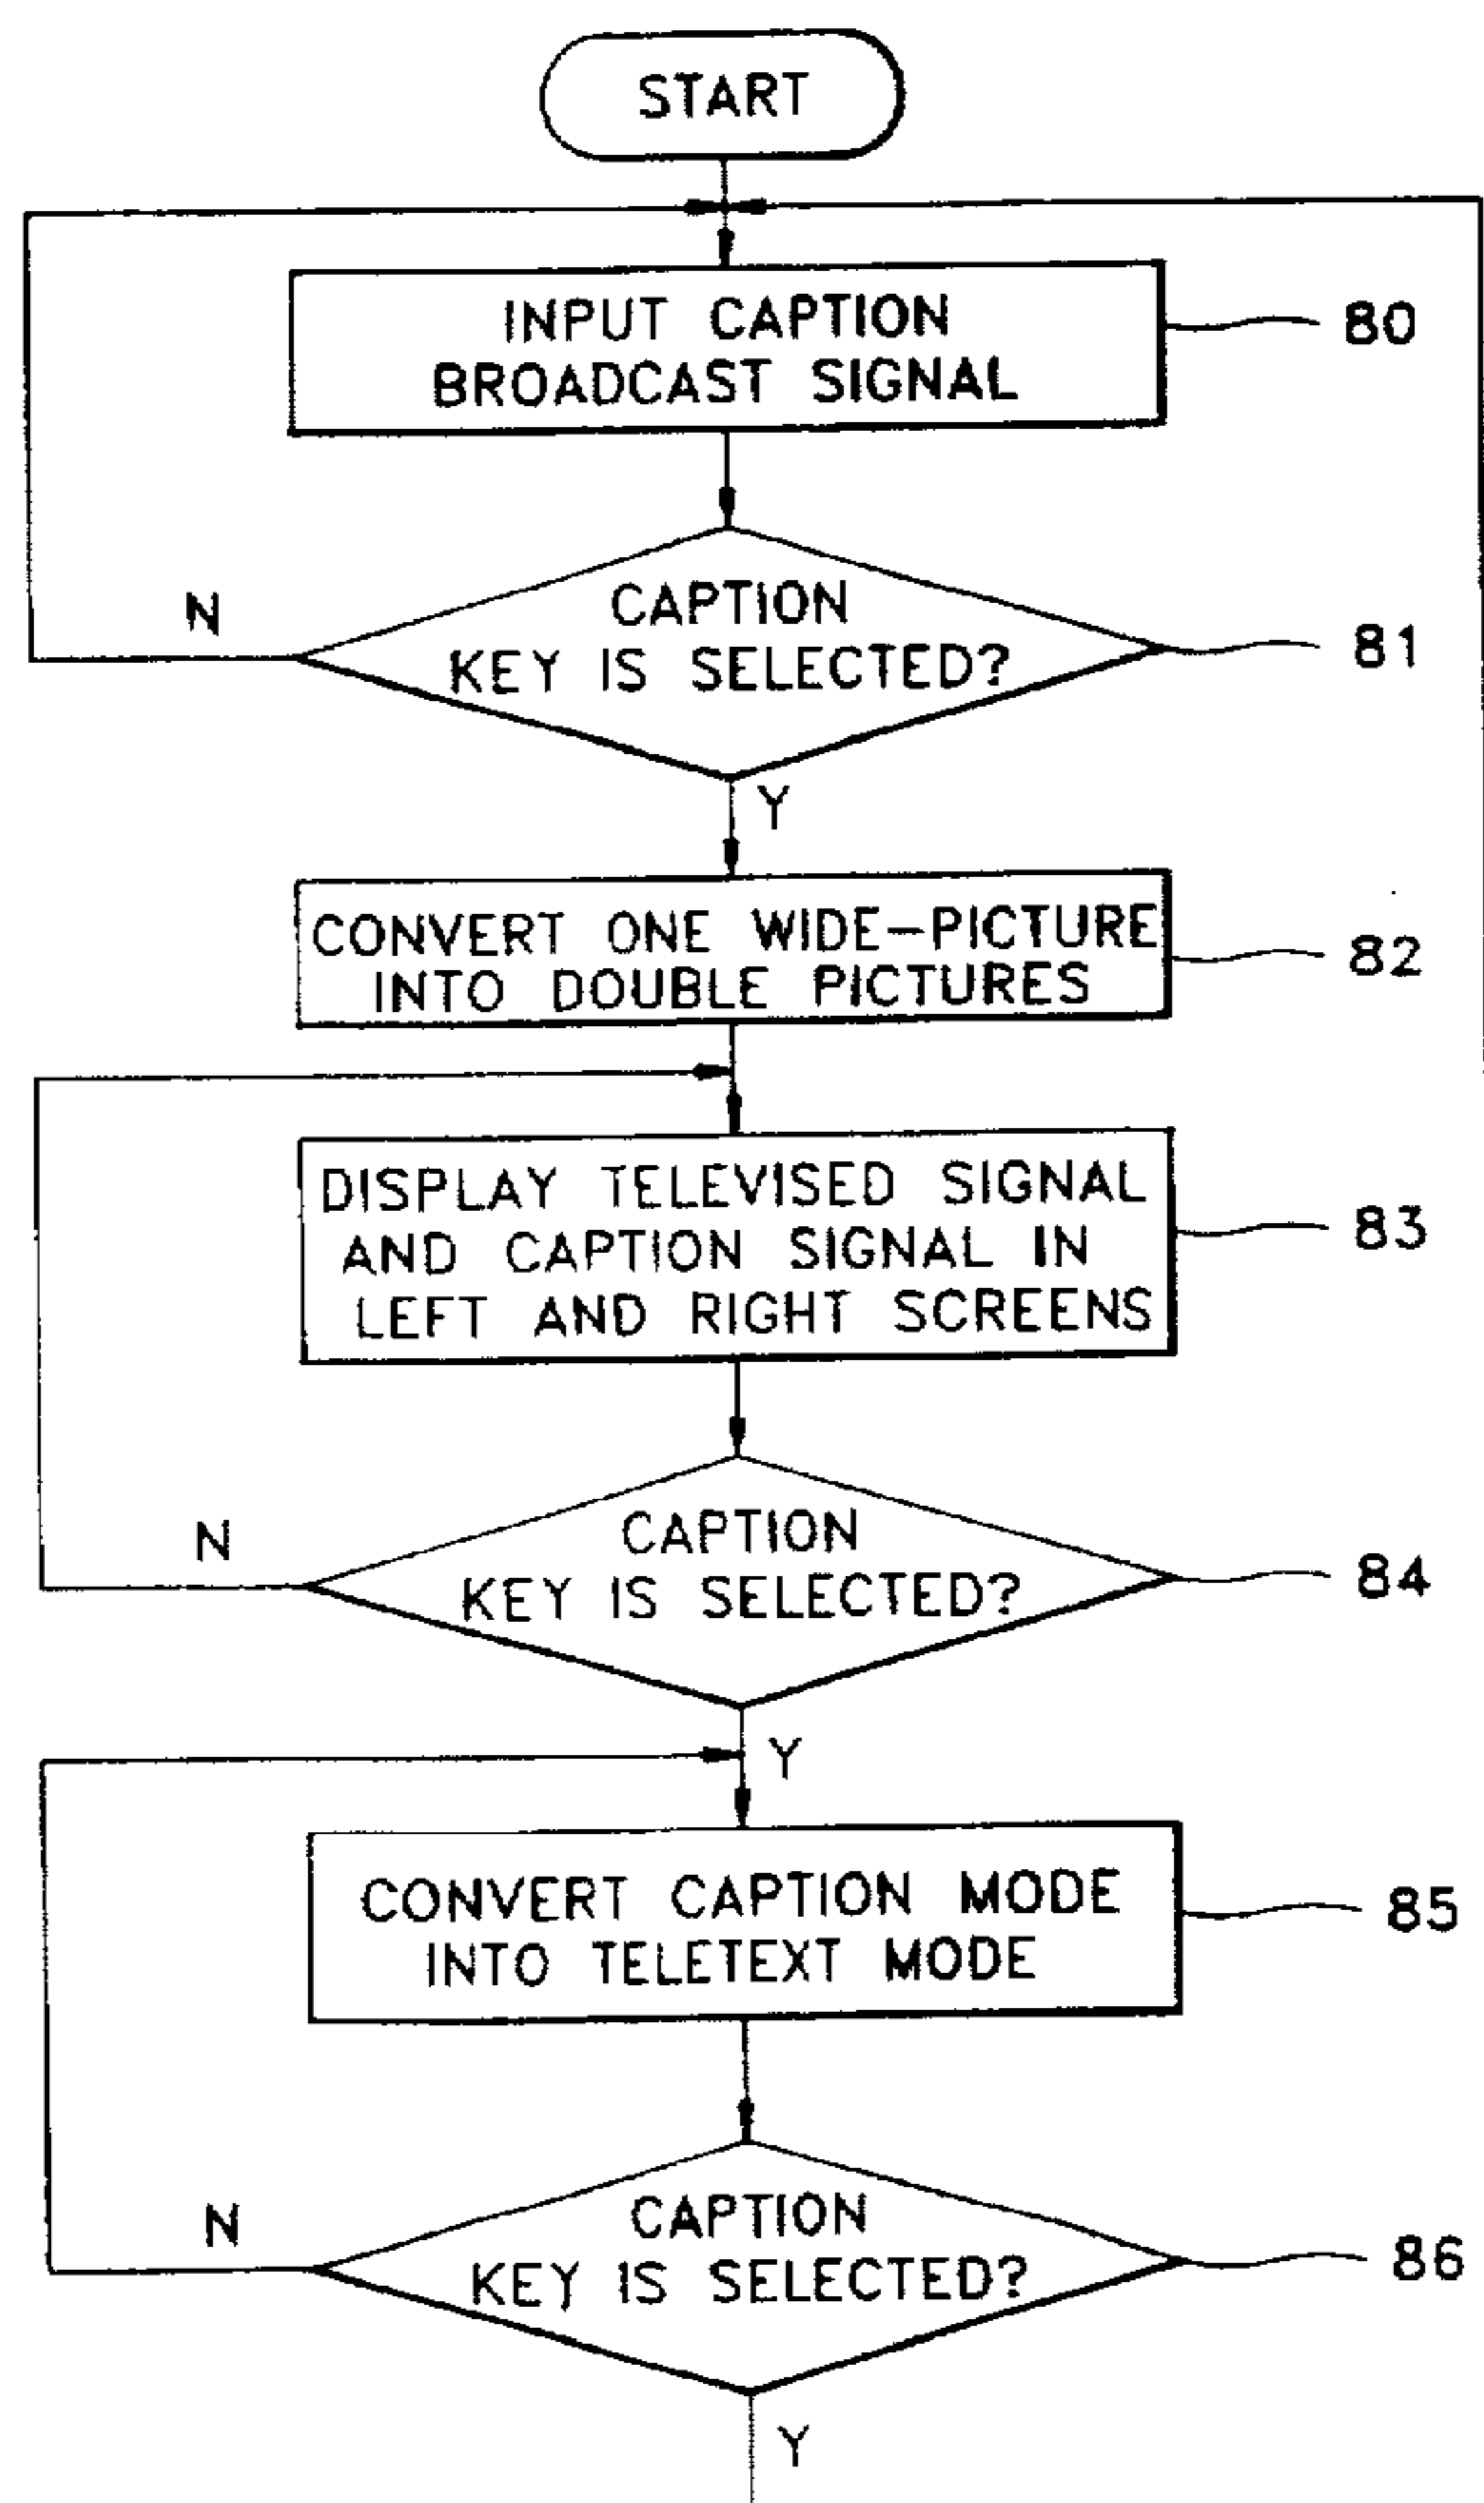 START
INPUT CAPTION
BROADCAST SIGNAL
80
CAPTION
KEY IS SELECTED?
81
N
Y
CONVERT ONE WIDE-PICTURE
INTO DOUBLE PICTURES
82
DISPLAY TELEVISED SIGNAL
AND CAPTION SIGNAL IN
LEFT AND RIGHT SCREENS
83
CAPTION
KEY IS SELECTED?
84
N
Y
CONVERT CAPTION MODE
INTO TELETEXT MODE
85
CAPTION
KEY IS SELECTED?
86
N
Y